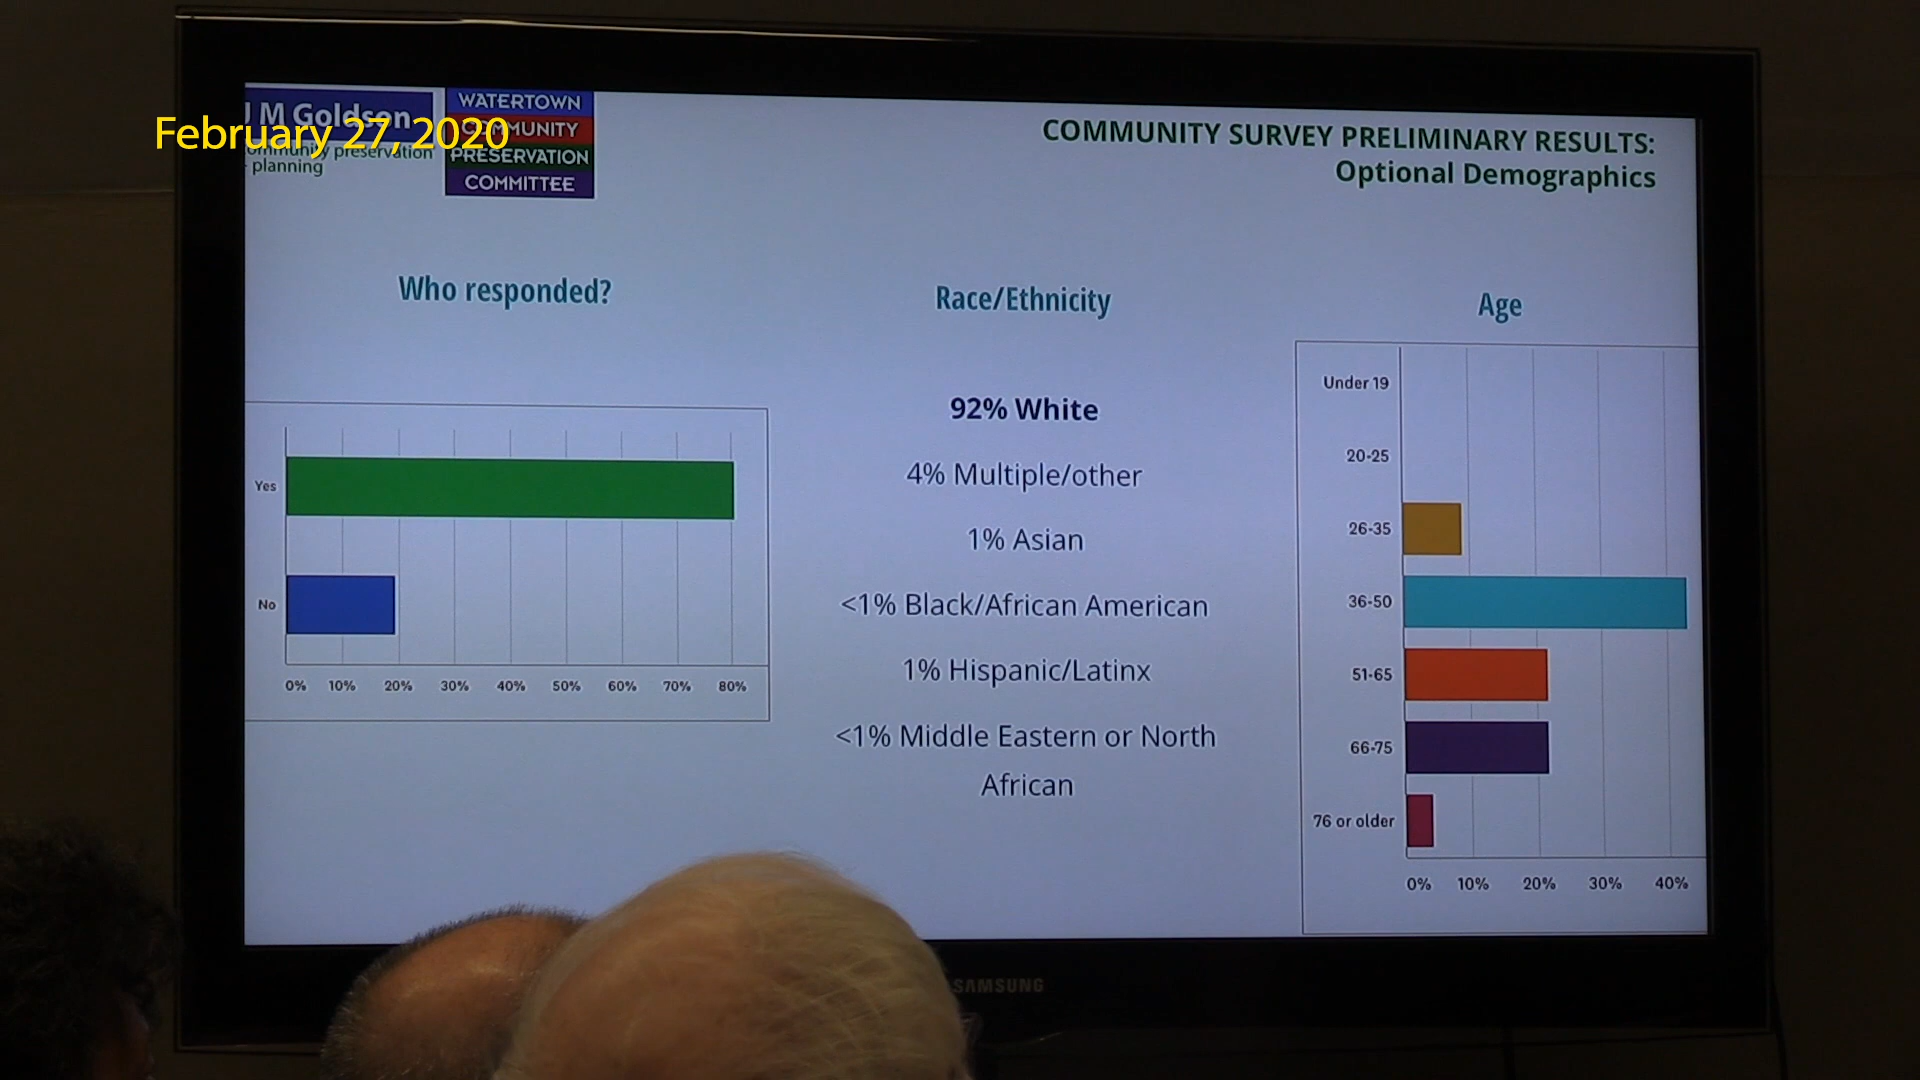 February 27, 2020
J M Goldson
community preservation
+ planning
WATERTOWN
COMMUNITY
PRESERVATION
COMMITTEE
COMMUNITY SURVEY PRELIMINARY RESULTS:
Optional Demographics
Who responded?
Yes
No
0% 10% 20% 30% 40% 50% 60% 70% 80%
Race/Ethnicity
92% White
4% Multiple/other
1% Asian
<1% Black/African American
1% Hispanic/Latinx
<1% Middle Eastern or North
African
Age
Under 19
20-25
26-35
36-50
51-65
66-75
76 or older
0% 10% 20% 30% 40%
SAMSUNG